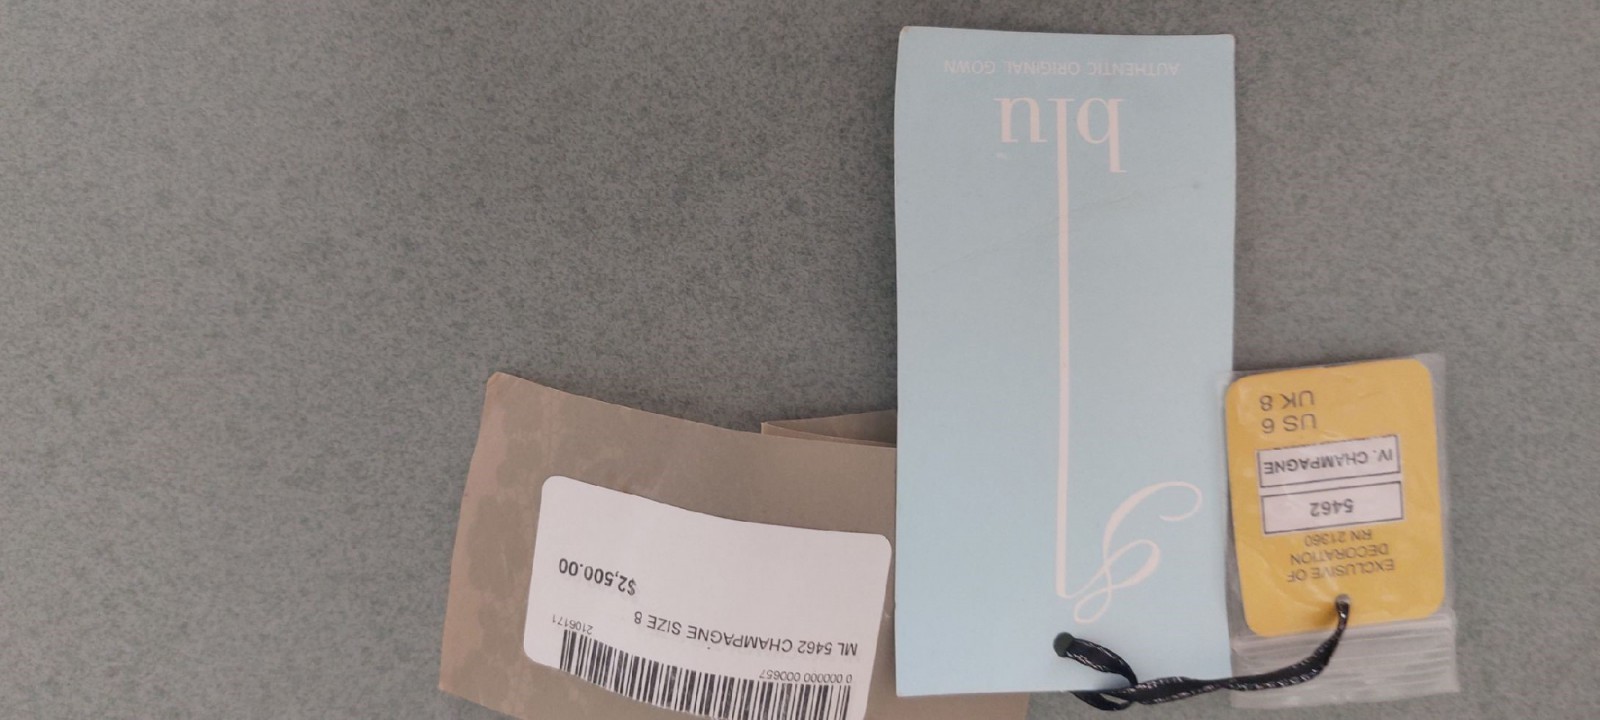 AUTHENTIC ORIGINAL GOWN
blu
0 000000 000657
2106171
ML 5462 CHAMPAGNE SIZE 8
$2,500.00
EXCLUSIVE OF
DECORATION
RN 21360
5462
IV. CHAMPAGNE
US 6
UK 8